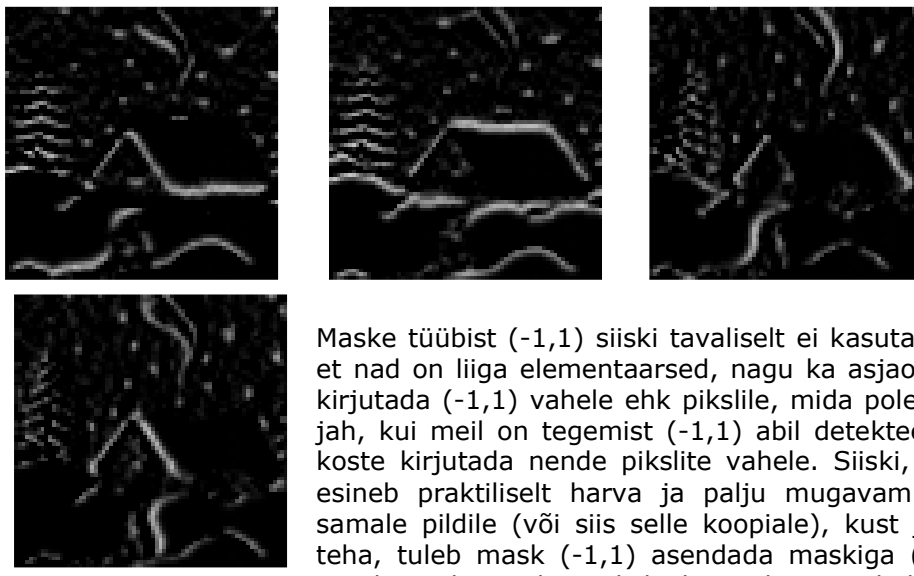 Maske tüübist (-1,1) siiski tavaliselt ei kasuta
et nad on liiga elementaarsed, nagu ka asjao
kirjutada (-1,1) vahele ehk pikslile, mida pole
jah, kui meil on tegemist (-1,1) abil detekte
koste kirjutada nende pikslite vahele. Siiski,
esineb praktiliselt harva ja palju mugavam
samale pildile (või siis selle koopiale), kust
teha, tuleb mask (-1,1) asendada maskiga (